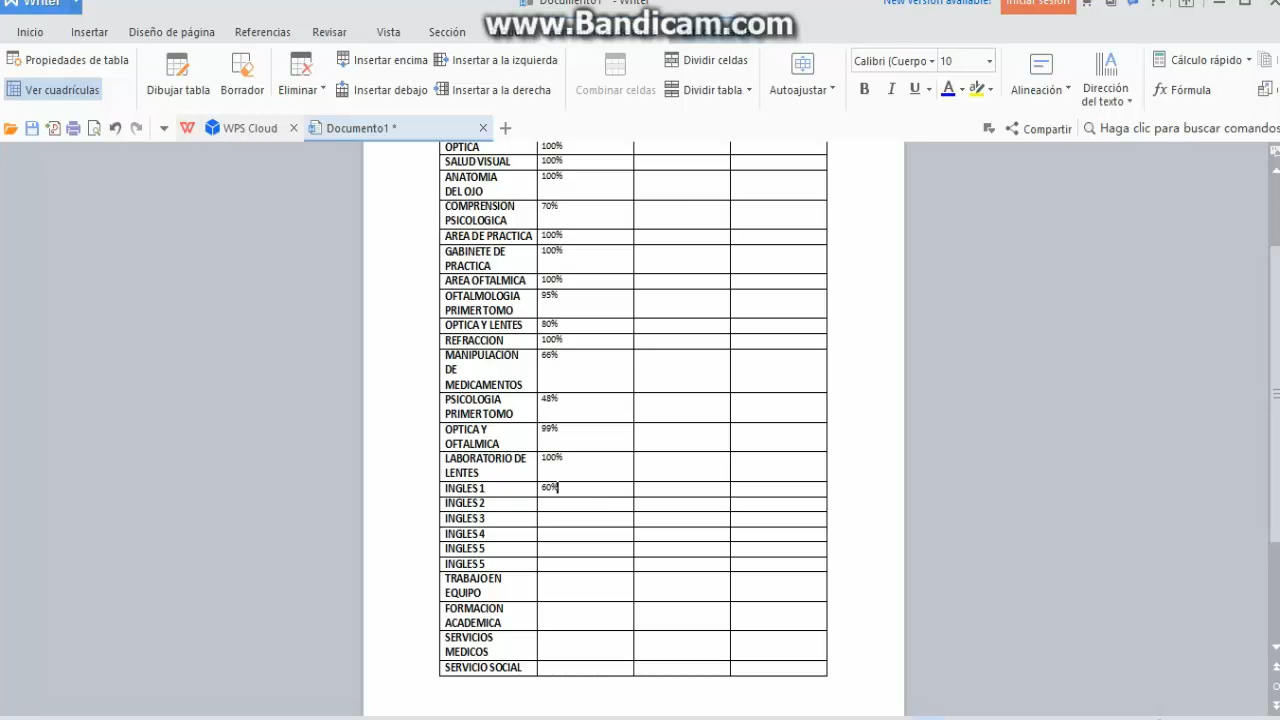 Writer
Documento1 - Writer
New version available!
Iniciar sesión
www.Bandicam.com
Inicio
Insertar
Diseño de página
Referencias
Revisar
Vista
Sección
Propiedades de tabla
Ver cuadrículas
Dibujar tabla
Borrador
Eliminar
Insertar encima
Insertar debajo
Insertar a la izquierda
Insertar a la derecha
Combinar celdas
Dividir celdas
Dividir tabla
Autoajustar
Calibri (Cuerpo
10
Alineación
Dirección
del texto
Cálculo rápido
Fórmula
WPS Cloud
Documento1 *
Compartir
Haga clic para buscar comandos
OPTICA 100%
SALUD VISUAL 100%
ANATOMIA 100%
DEL OJO
COMPRENSION 70%
PSICOLOGICA
AREA DE PRACTICA 100%
GABINETE DE 100%
PRACTICA
AREA OFTALMICA 100%
OFTALMOLOGIA 95%
PRIMER TOMO
OPTICA Y LENTES 80%
REFRACCION 100%
MANIPULACION 66%
DE
MEDICAMENTOS
PSICOLOGIA 48%
PRIMER TOMO
OPTICA Y 99%
OFTALMICA
LABORATORIO DE 100%
LENTES
INGLES 1 60%
INGLES 2
INGLES 3
INGLES 4
INGLES 5
INGLES 5
TRABAJO EN
EQUIPO
FORMACION
ACADEMICA
SERVICIOS
MEDICOS
SERVICIO SOCIAL